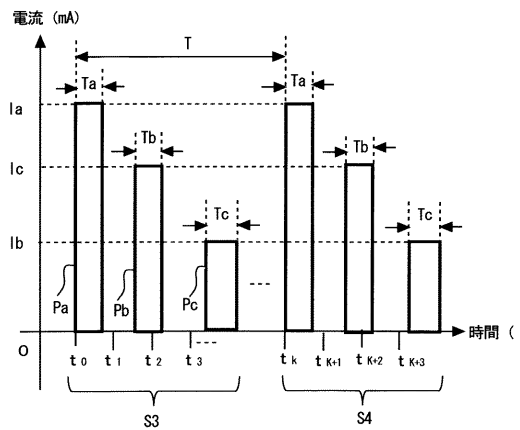 電流 (mA)
T
Ta
Ta
Ia
Tb
Tb
Ic
Tc
Tc
Ib
Pa
Pb
Pc
----
O
時間 (
t0
t1
t2
t3
----
tk
tK+1
tK+2
tK+3
S3
S4